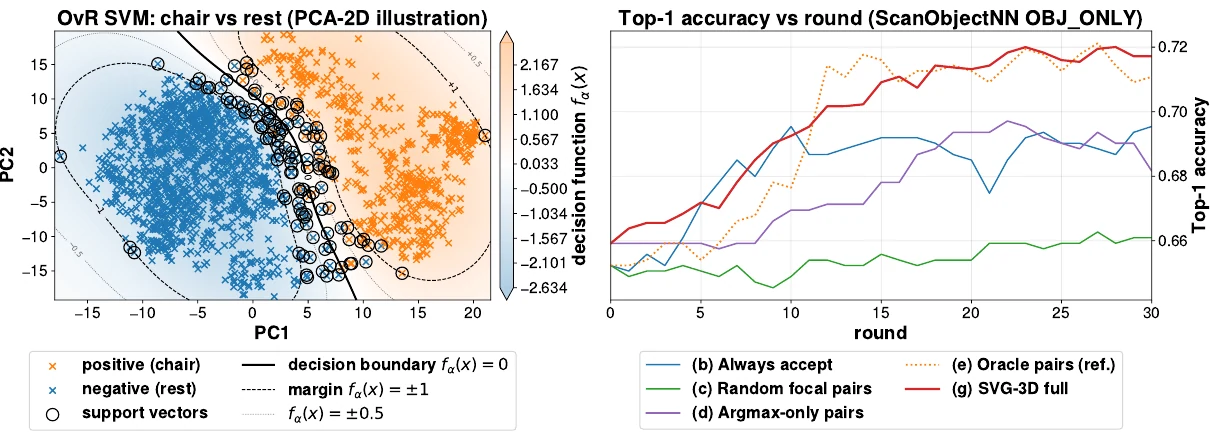 OvR SVM: chair vs rest (PCA-2D illustration)
PC2
15
10
5
0
−5
−10
−15
−15 −10 −5 0 5 10 15 20
PC1
+0.5
+1
+1
0
-1
−0.5
2.167
1.634
1.100
0.567
0.033
−0.500
−1.034
−1.567
−2.101
−2.634
decision function fα(x)
× positive (chair)
× negative (rest)
support vectors
decision boundary fα(x) = 0
margin fα(x) = ±1
fα(x) = ±0.5
Top-1 accuracy vs round (ScanObjectNN OBJ_ONLY)
0.72
0.70
0.68
0.66
Top-1 accuracy
0 5 10 15 20 25 30
round
(b) Always accept
(c) Random focal pairs
(d) Argmax-only pairs
(e) Oracle pairs (ref.)
(g) SVG-3D full